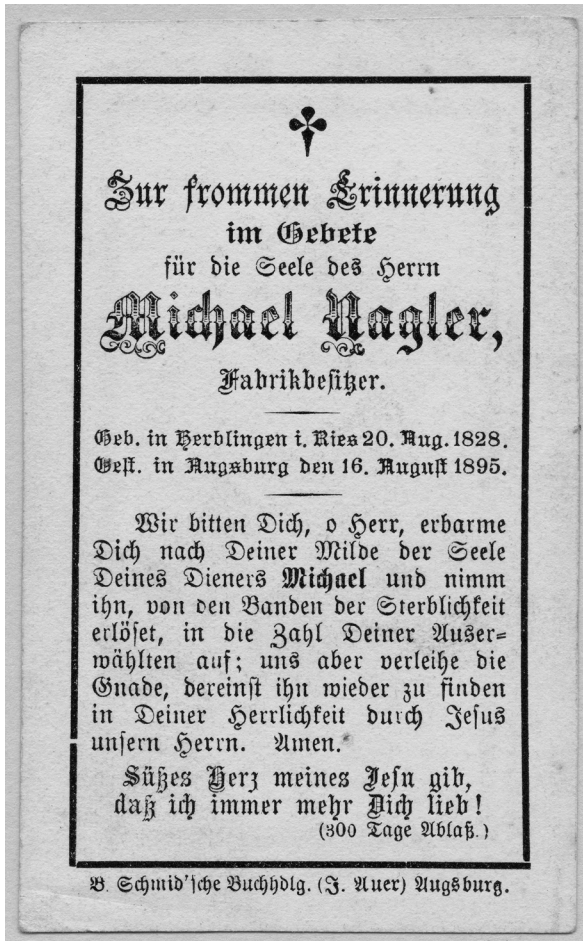 Zur frommen Erinnerung
im Gebete
für die Seele des Herrn
Michael Nagler,
Fabrikbesitzer.
Geb. in Herblingen i. Ries 20. Aug. 1828.
Gest. in Augsburg den 16. August 1895.
Wir bitten Dich, o Herr, erbarme
Dich nach Deiner Milde der Seele
Deines Dieners Michael und nimm
ihn, von den Banden der Sterblichkeit
erlöset, in die Zahl Deiner Auser-
wählten auf; uns aber verleihe die
Gnade, dereinst ihn wieder zu finden
in Deiner Herrlichkeit durch Jesus
unsern Herrn. Amen.
Süßes Herz meines Jesu gib,
daß ich immer mehr Dich lieb!
(300 Tage Ablaß.)
B. Schmid'sche Buchhdlg. (J. Auer) Augsburg.